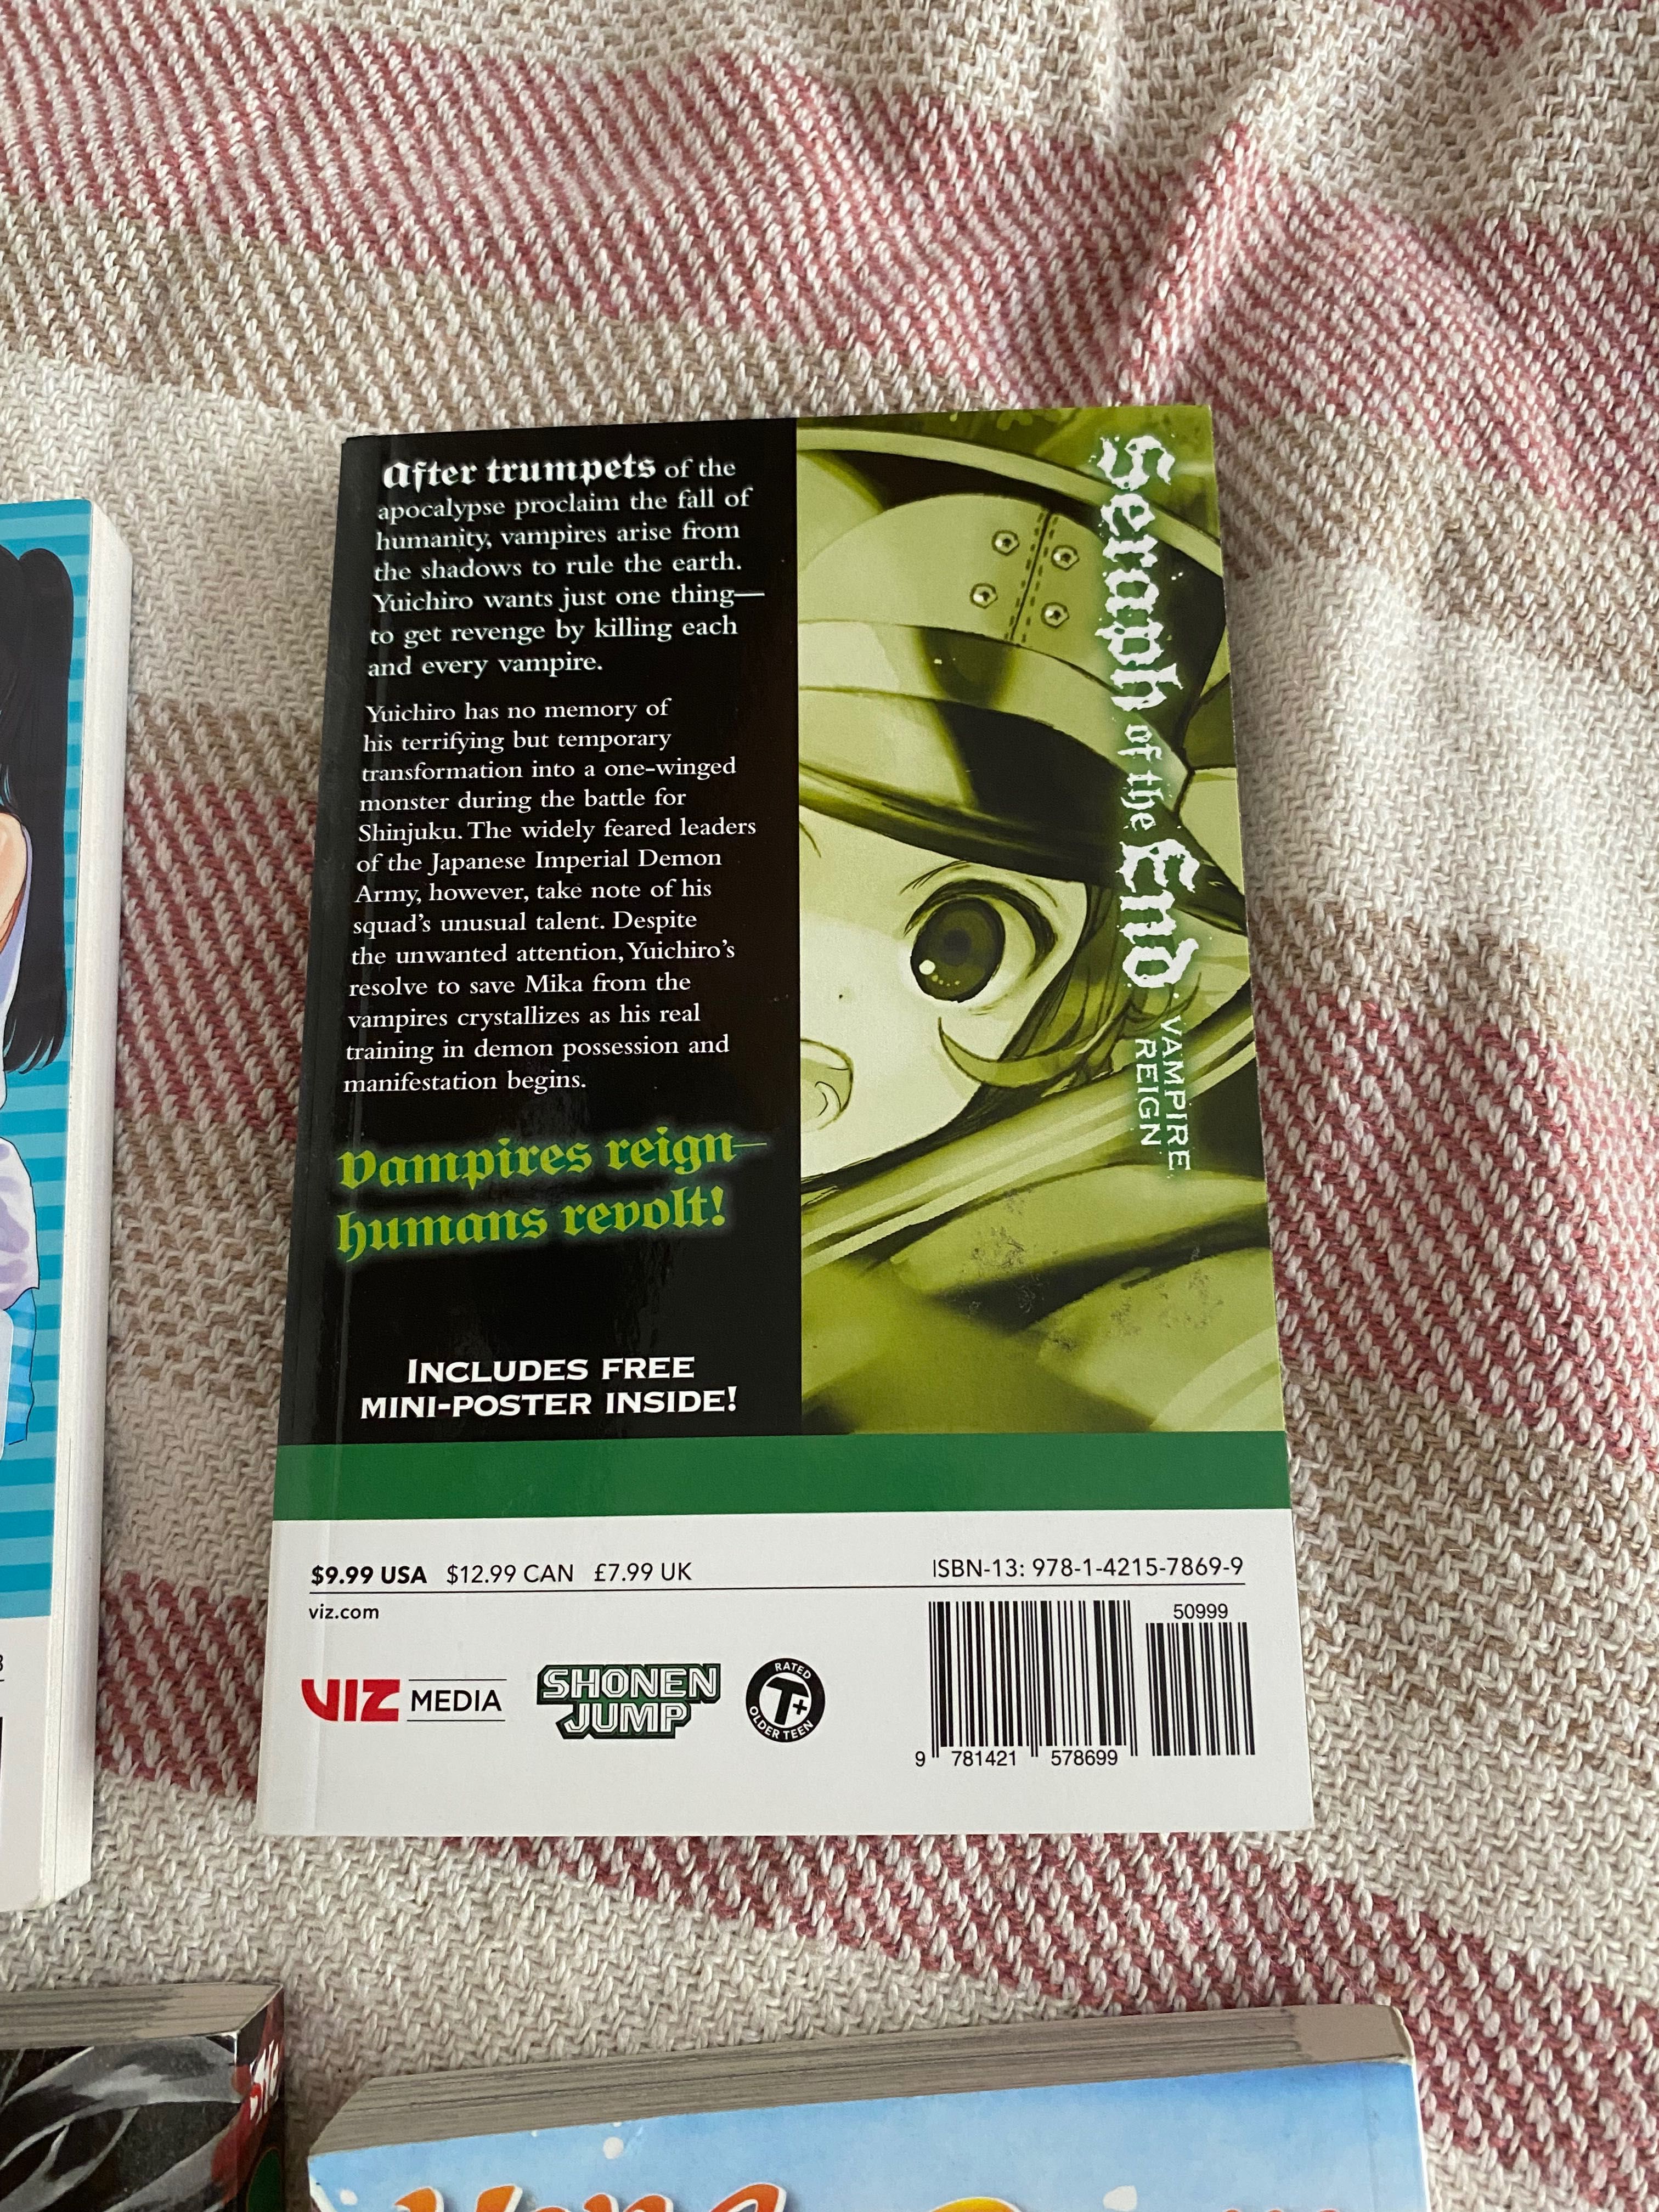 After trumpets of the
apocalypse proclaim the fall of
humanity, vampires arise from
the shadows to rule the earth.
Yuichiro wants just one thing—
to get revenge by killing each
and every vampire.
Yuichiro has no memory of
his terrifying but temporary
transformation into a one-winged
monster during the battle for
Shinjuku. The widely feared leaders
of the Japanese Imperial Demon
Army, however, take note of his
squad's unusual talent. Despite
the unwanted attention, Yuichiro's
resolve to save Mika from the
vampires crystallizes as his real
training in demon possession and
manifestation begins.
Vampires reign—
humans revolt!
INCLUDES FREE
MINI-POSTER INSIDE!
Seraph of the End
VAMPIRE
REIGN
$9.99 USA $12.99 CAN £7.99 UK
viz.com
VIZ MEDIA
SHONEN
JUMP
RATED
T+
OLDER TEEN
ISBN-13: 978-1-4215-7869-9
50999
9 781421 578699